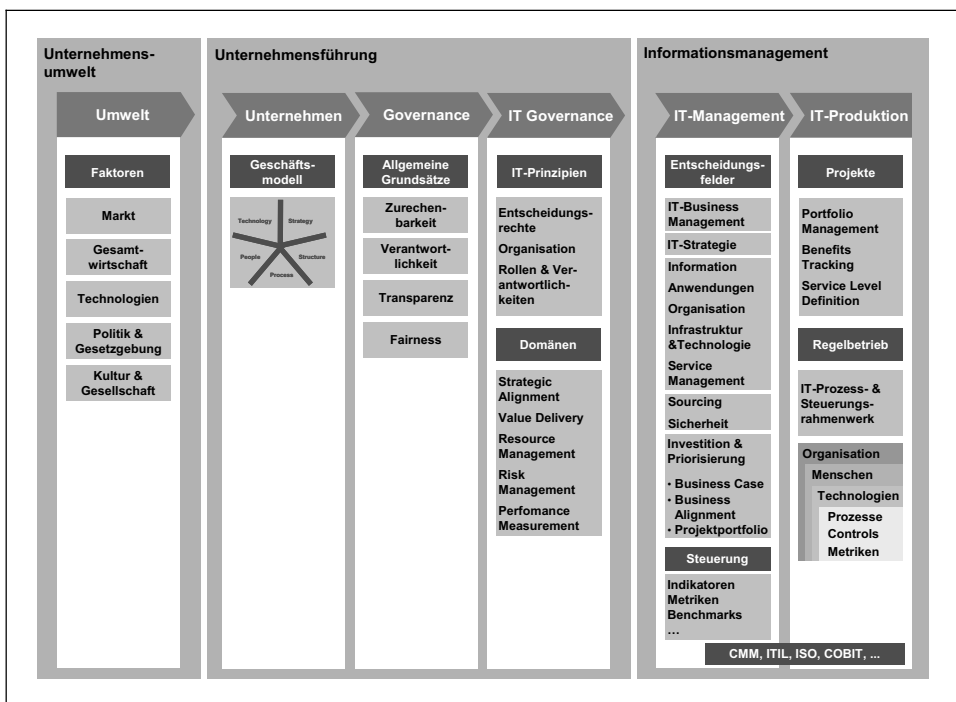 Unternehmens-
umwelt
Umwelt
Faktoren
Markt
Gesamt-
wirtschaft
Technologien
Politik &
Gesetzgebung
Kultur &
Gesellschaft
Unternehmensführung
Unternehmen
Geschäfts-
modell
Technology
Strategy
People
Structure
Process
Governance
Allgemeine
Grundsätze
Zurechen-
barkeit
Verantwort-
lichkeit
Transparenz
Fairness
IT Governance
IT-Prinzipien
Entscheidungs-
rechte
Organisation
Rollen & Ver-
antwortlich-
keiten
Domänen
Strategic
Alignment
Value Delivery
Resource
Management
Risk
Management
Perfomance
Measurement
Informationsmanagement
IT-Management
Entscheidungs-
felder
IT-Business
Management
IT-Strategie
Information
Anwendungen
Organisation
Infrastruktur
&Technologie
Service
Management
Sourcing
Sicherheit
Investition &
Priorisierung
• Business Case
• Business
Alignment
• Projektportfolio
Steuerung
Indikatoren
Metriken
Benchmarks
...
IT-Produktion
Projekte
Portfolio
Management
Benefits
Tracking
Service Level
Definition
Regelbetrieb
IT-Prozess- &
Steuerungs-
rahmenwerk
Organisation
Menschen
Technologien
Prozesse
Controls
Metriken
CMM, ITIL, ISO, COBIT, ...